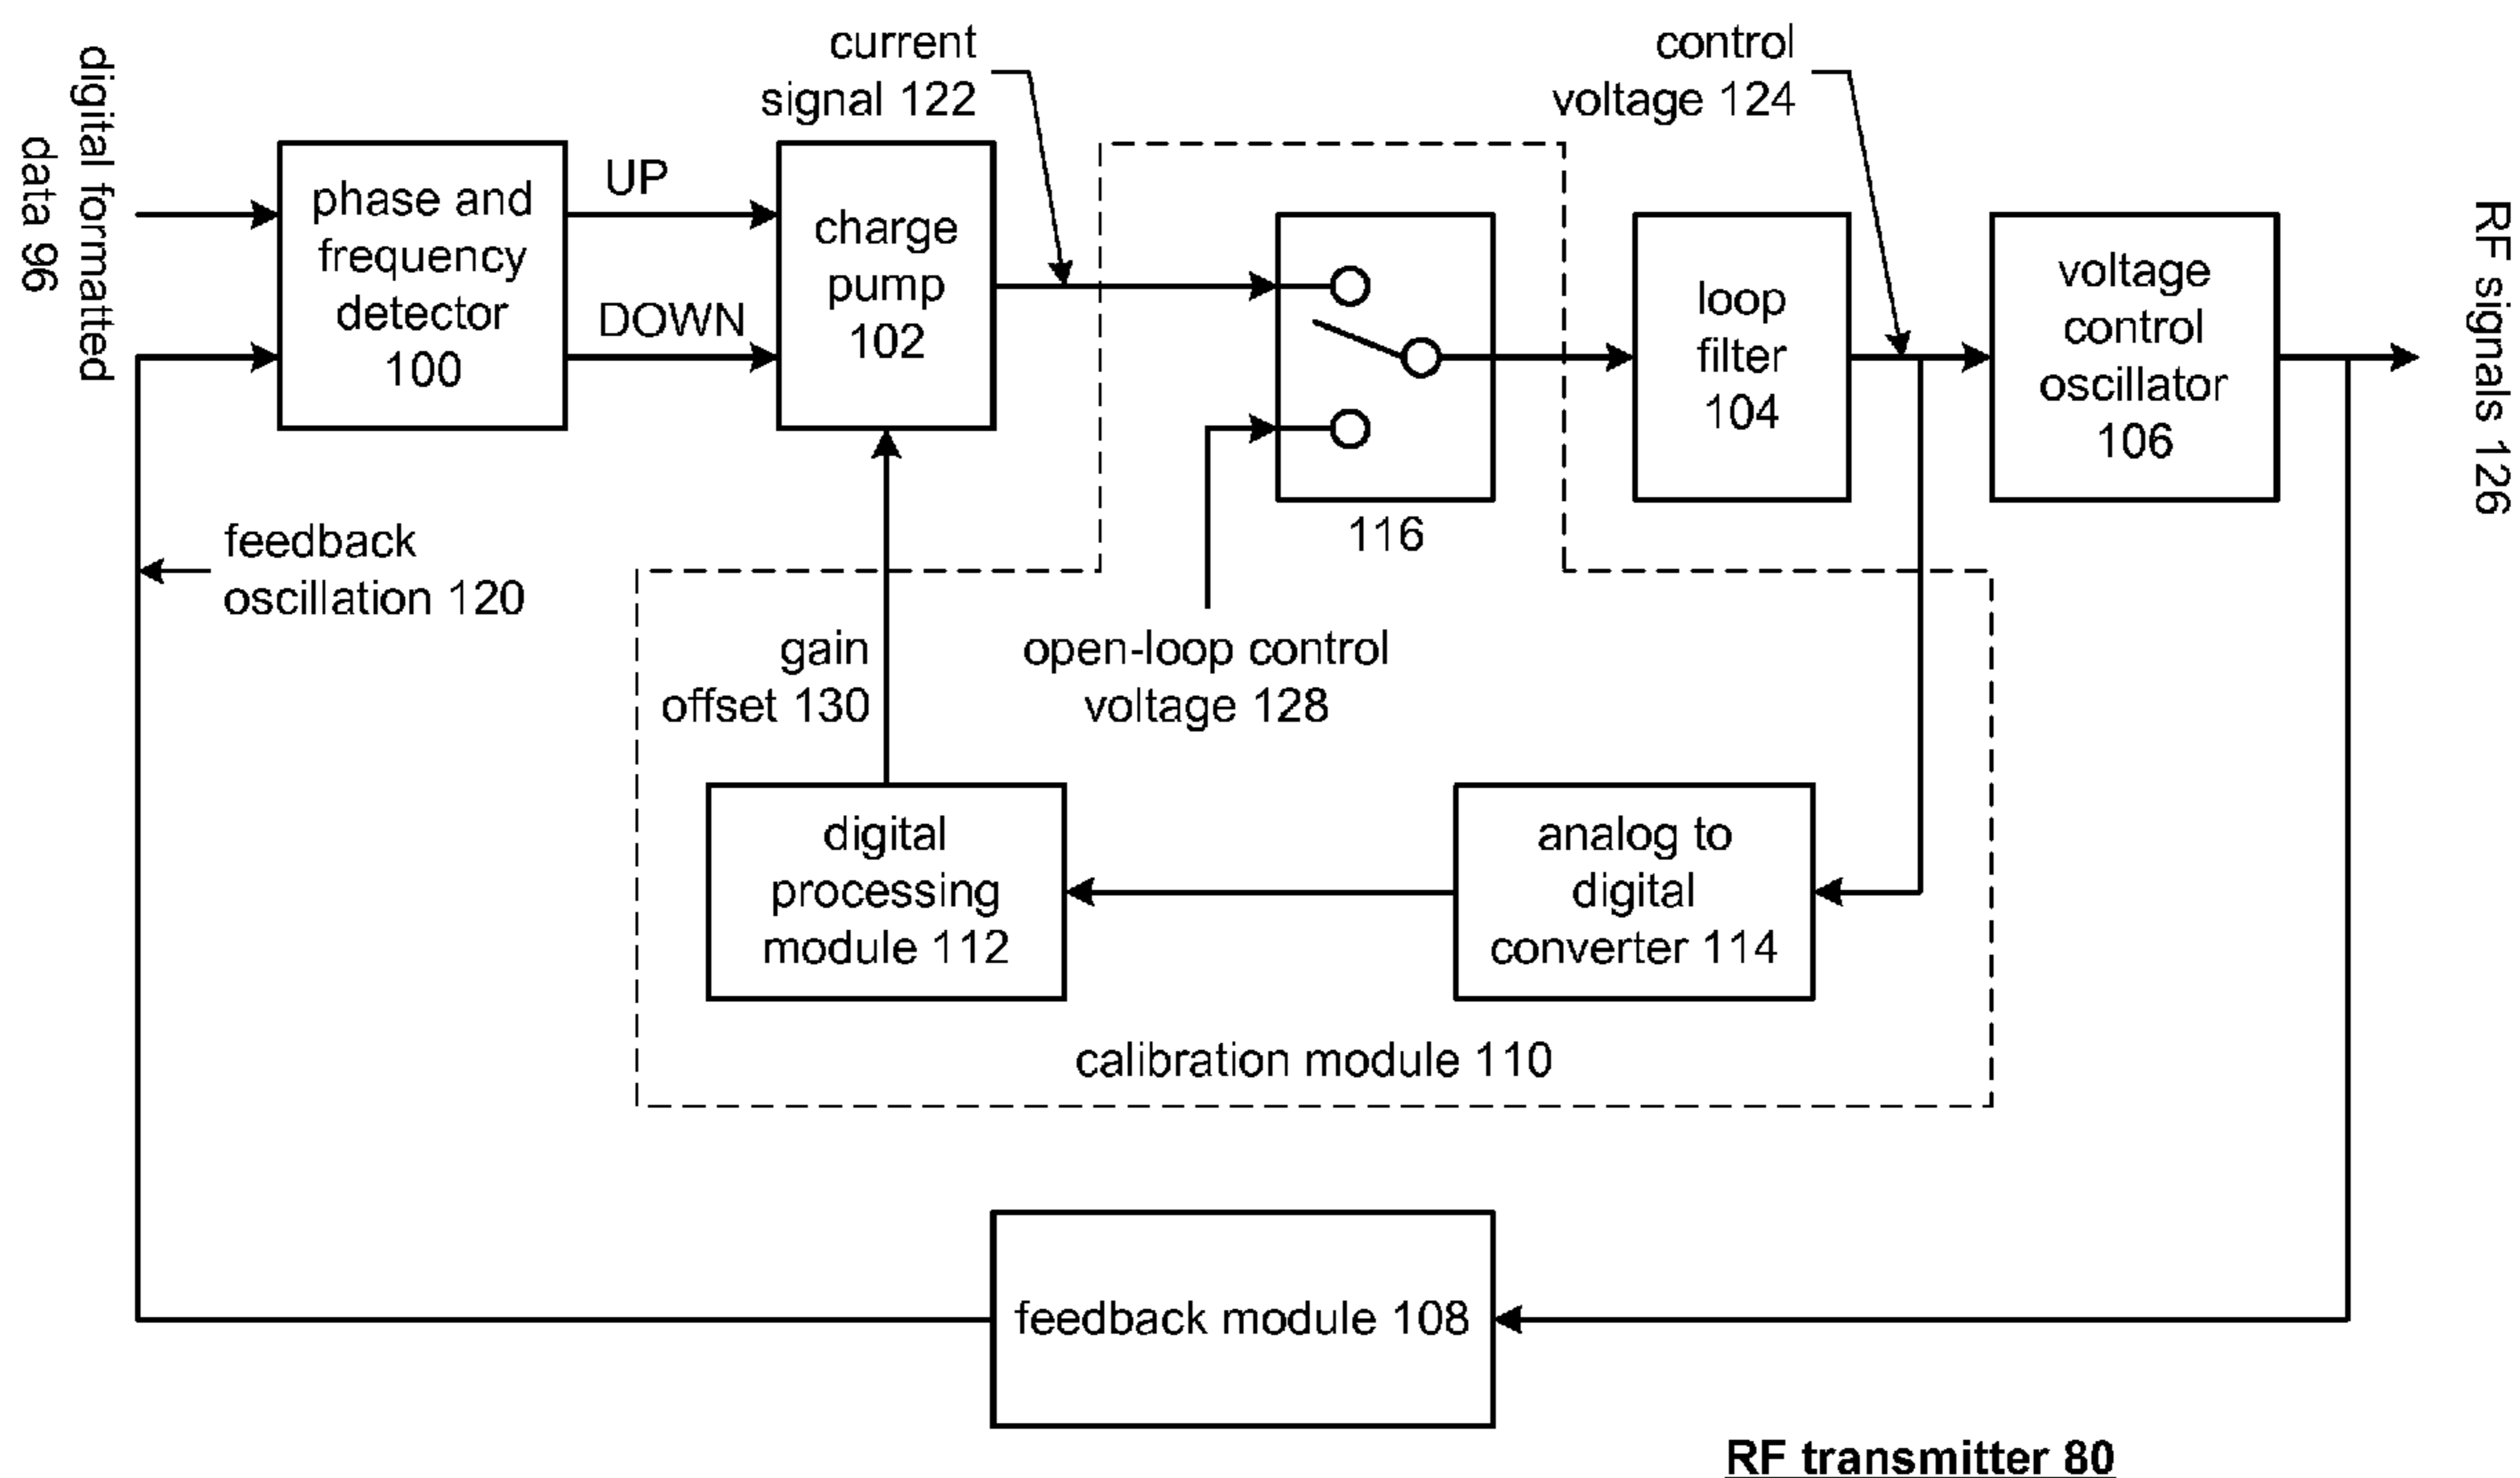 digital formatted
data 96
phase and
frequency
detector
100
UP
DOWN
charge
pump
102
current
signal 122
116
control
voltage 124
loop
filter
104
voltage
control
oscillator
106
RF signals 126
feedback
oscillation 120
gain
offset 130
open-loop control
voltage 128
digital
processing
module 112
analog to
digital
converter 114
calibration module 110
feedback module 108
RF transmitter 80